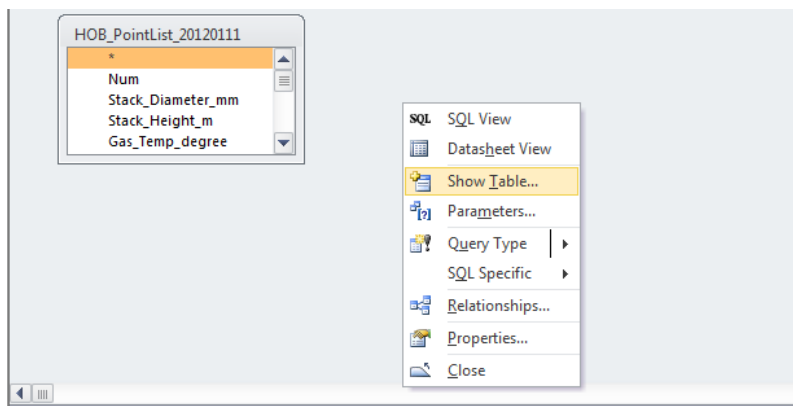 HOB_PointList_20120111
*
Num
Stack_Diameter_mm
Stack_Height_m
Gas_Temp_degree
SQL SQL View
Datasheet View
Show Table...
[?] Parameters...
Query Type
SQL Specific
Relationships...
Properties...
Close